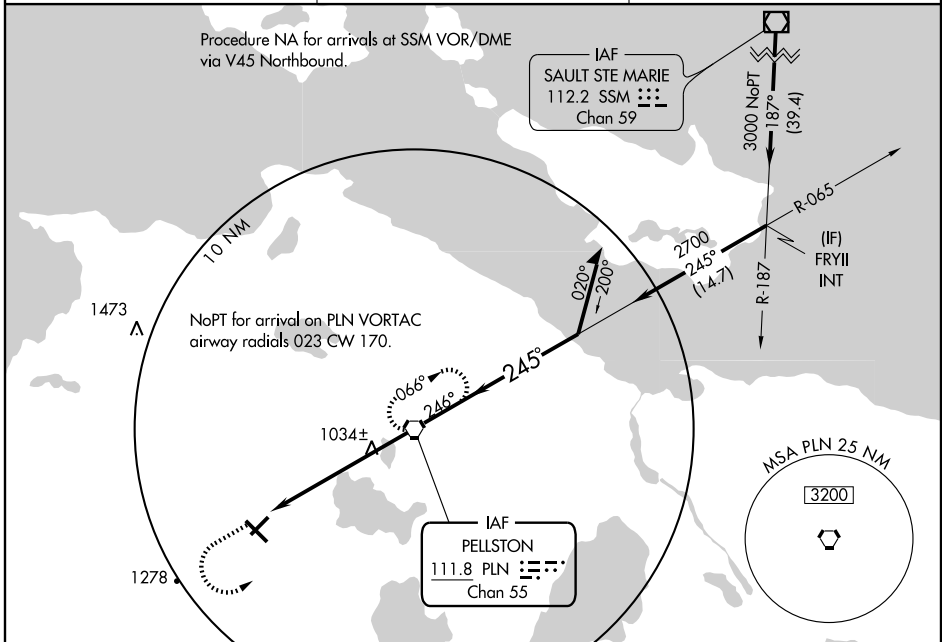 Procedure NA for arrivals at SSM VOR/DME
via V45 Northbound.
IAF
SAULT STE MARIE
112.2 SSM
Chan 59
3000 NoPT
187°
(39.4)
R-065
(IF)
FRYII
INT
R-187
2700
245°
(14.7)
020°
200°
10 NM
1473
NoPT for arrival on PLN VORTAC
airway radials 023 CW 170.
245°
066°
246°
1034±
MSA PLN 25 NM
3200
IAF
PELLSTON
111.8 PLN
Chan 55
1278